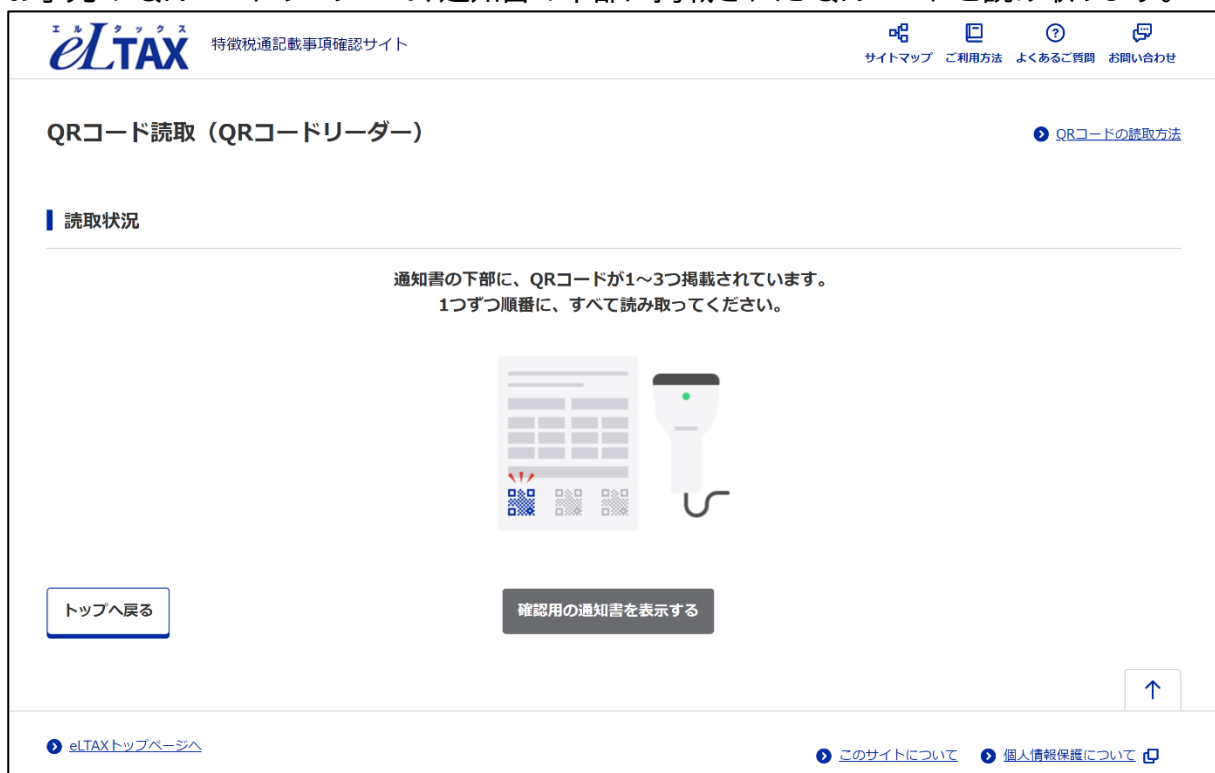 エルタックス
eLTAX
特徴税通記載事項確認サイト
サイトマップ
ご利用方法
よくあるご質問
お問い合わせ
QRコード読取（QRコードリーダー）
QRコードの読取方法
読取状況
通知書の下部に、QRコードが1～3つ掲載されています。
1つずつ順番に、すべて読み取ってください。
トップへ戻る
確認用の通知書を表示する
eLTAXトップページへ
このサイトについて
個人情報保護について